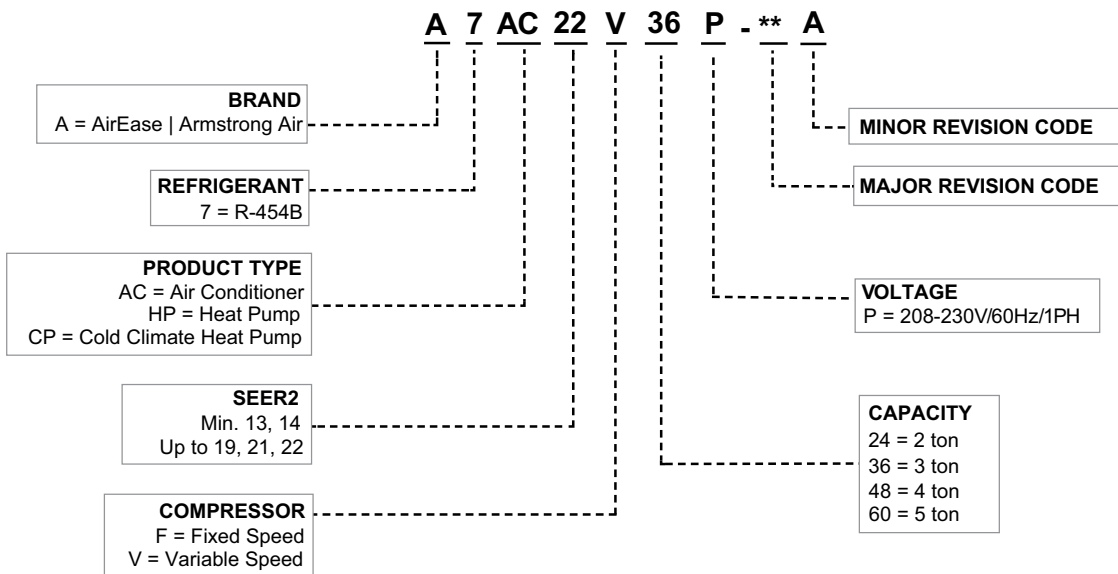 A 7 AC 22 V 36 P - ** A
BRAND
A = AirEase | Armstrong Air
REFRIGERANT
7 = R-454B
PRODUCT TYPE
AC = Air Conditioner
HP = Heat Pump
CP = Cold Climate Heat Pump
SEER2
Min. 13, 14
Up to 19, 21, 22
COMPRESSOR
F = Fixed Speed
V = Variable Speed
MINOR REVISION CODE
MAJOR REVISION CODE
VOLTAGE
P = 208-230V/60Hz/1PH
CAPACITY
24 = 2 ton
36 = 3 ton
48 = 4 ton
60 = 5 ton